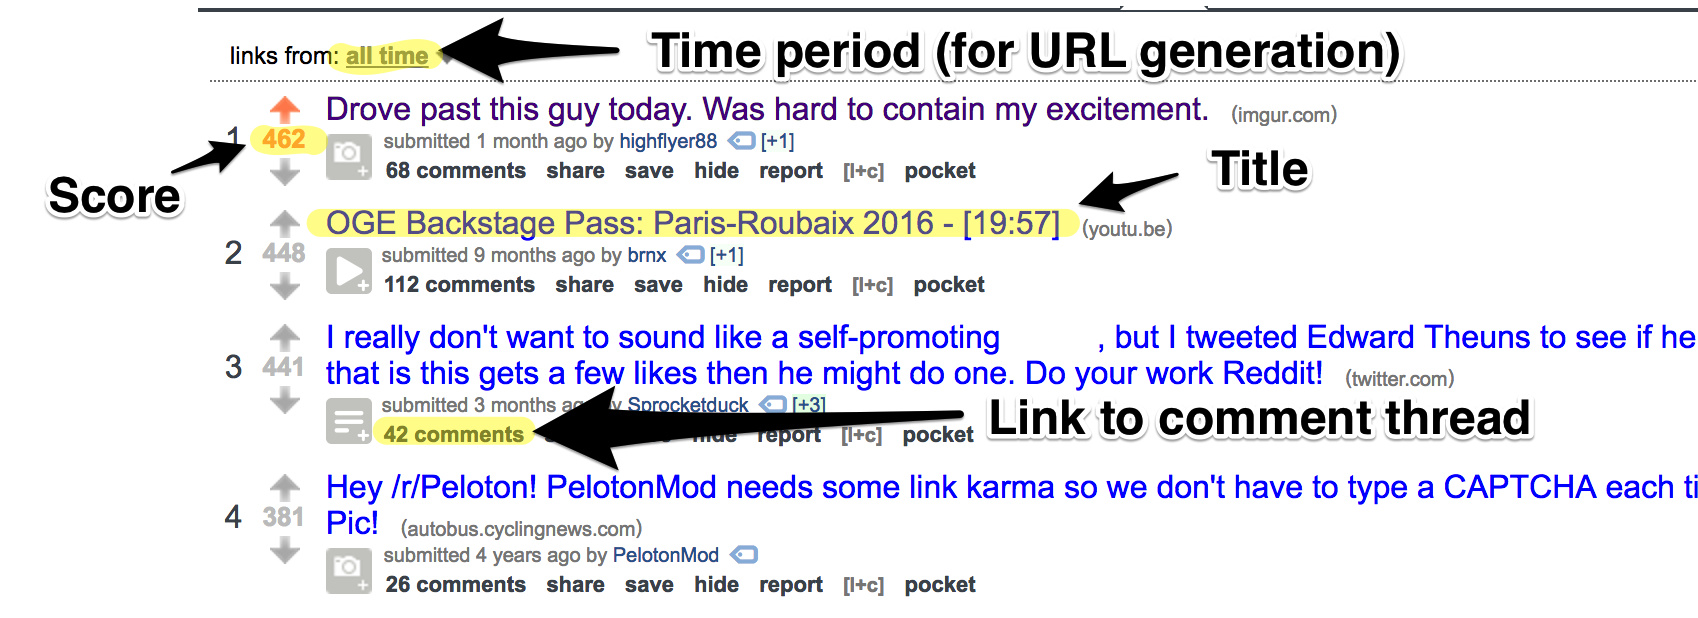 links from: all time
Time period (for URL generation)
1
462
Drove past this guy today. Was hard to contain my excitement. (imgur.com)
submitted 1 month ago by highflyer88 [+1]
68 comments share save hide report [l+c] pocket
Score
Title
2
448
OGE Backstage Pass: Paris-Roubaix 2016 - [19:57] (youtu.be)
submitted 9 months ago by brnx [+1]
112 comments share save hide report [l+c] pocket
3
441
I really don't want to sound like a self-promoting , but I tweeted Edward Theuns to see if he
that is this gets a few likes then he might do one. Do your work Reddit! (twitter.com)
submitted 3 months ago by Sprocketduck [+3]
42 comments hide report [l+c] pocket
Link to comment thread
4
381
Hey /r/Peloton! PelotonMod needs some link karma so we don't have to type a CAPTCHA each ti
Pic! (autobus.cyclingnews.com)
submitted 4 years ago by PelotonMod
26 comments share save hide report [l+c] pocket